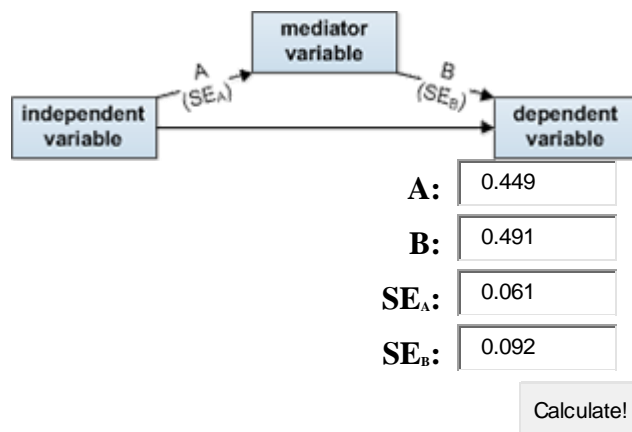 mediator
variable
A
(SEA)
B
(SEB)
independent
variable
dependent
variable
A: 0.449
B: 0.491
SEA: 0.061
SEB: 0.092
Calculate!